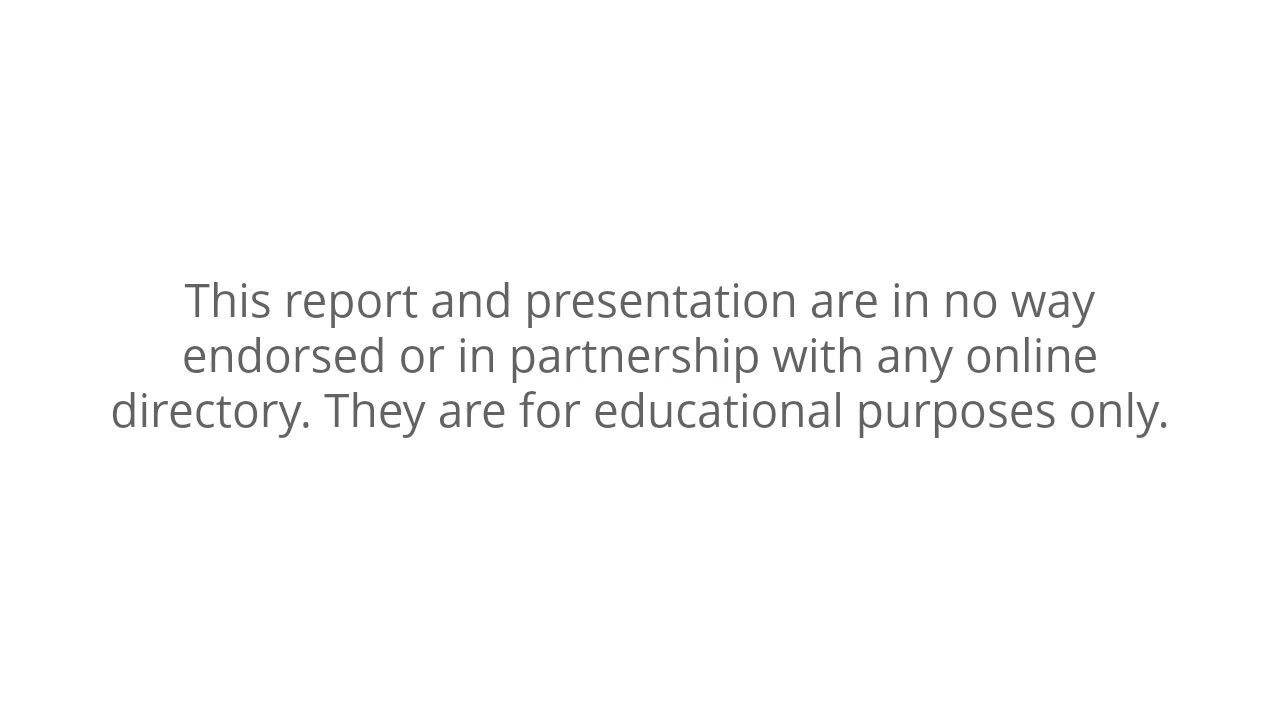 This report and presentation are in no way
endorsed or in partnership with any online
directory. They are for educational purposes only.